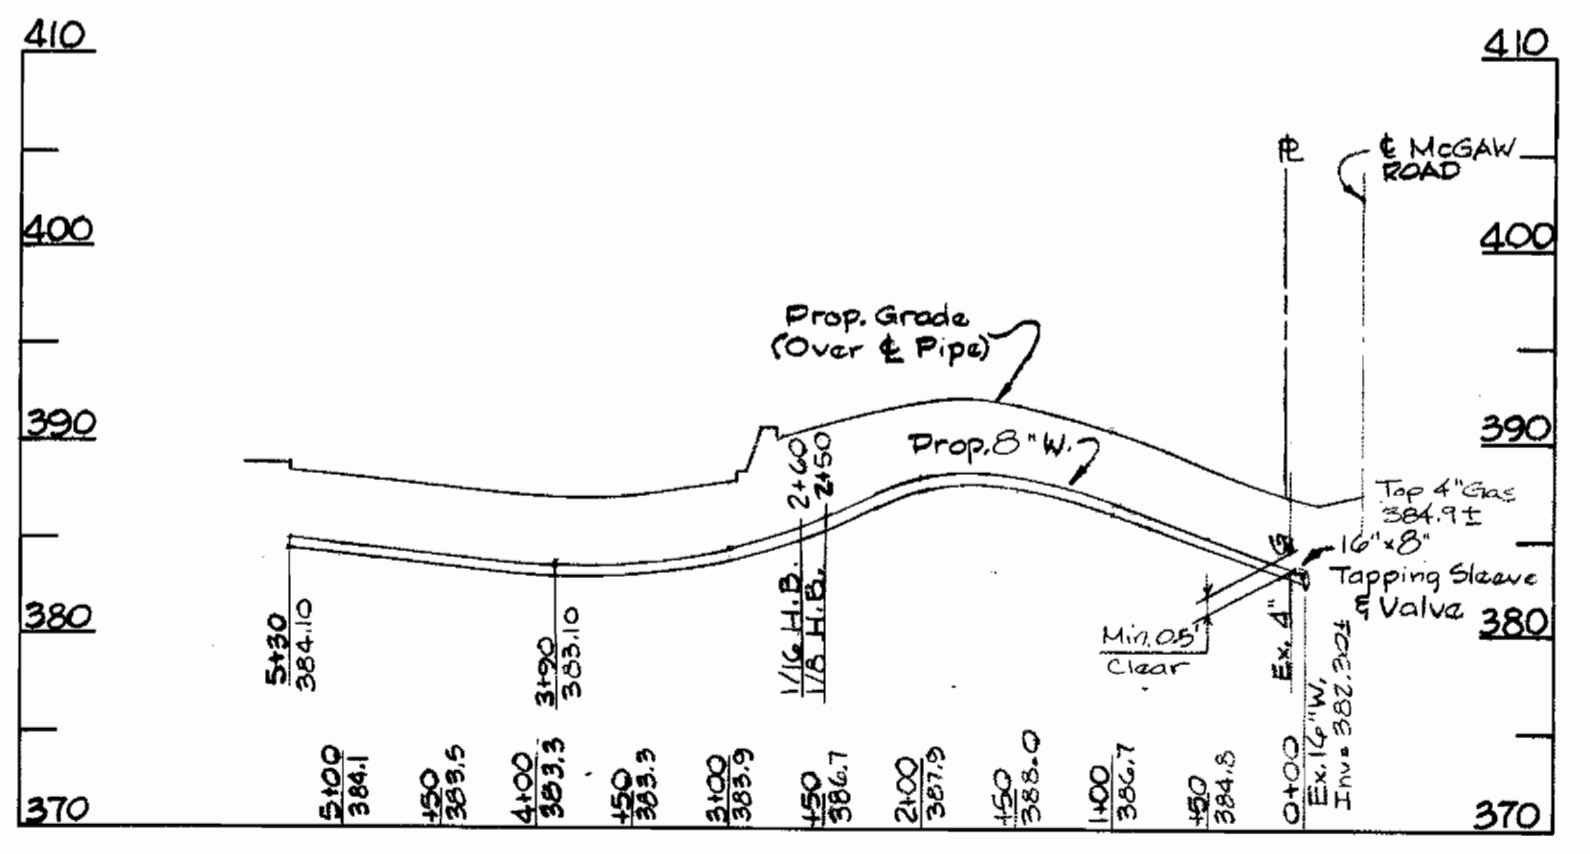 410
410
400
400
390
390
380
380
370
370
℄ McGAW
ROAD
℄ Prop. Grade
(Over ℄ Pipe)
Prop. 8" W.
Top 4" Gas
384.9±
16"x8"
Tapping Sleeve
& Valve
Min. 0.5'
Clear
Ex. 4" G
Ex. 16" W.
Inv = 382.30±
1/16 H.B. 2+60
1/8 H.B. 2+50
5+30
384.10
3+90
383.10
5+00
384.1
+50
383.5
4+00
383.3
+50
383.3
3+00
383.9
+50
386.7
2+00
387.9
+50
388.0
1+00
386.7
+50
384.8
0+00